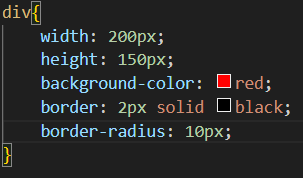 div{
width: 200px;
height: 150px;
background-color: red;
border: 2px solid black;
border-radius: 10px;
}